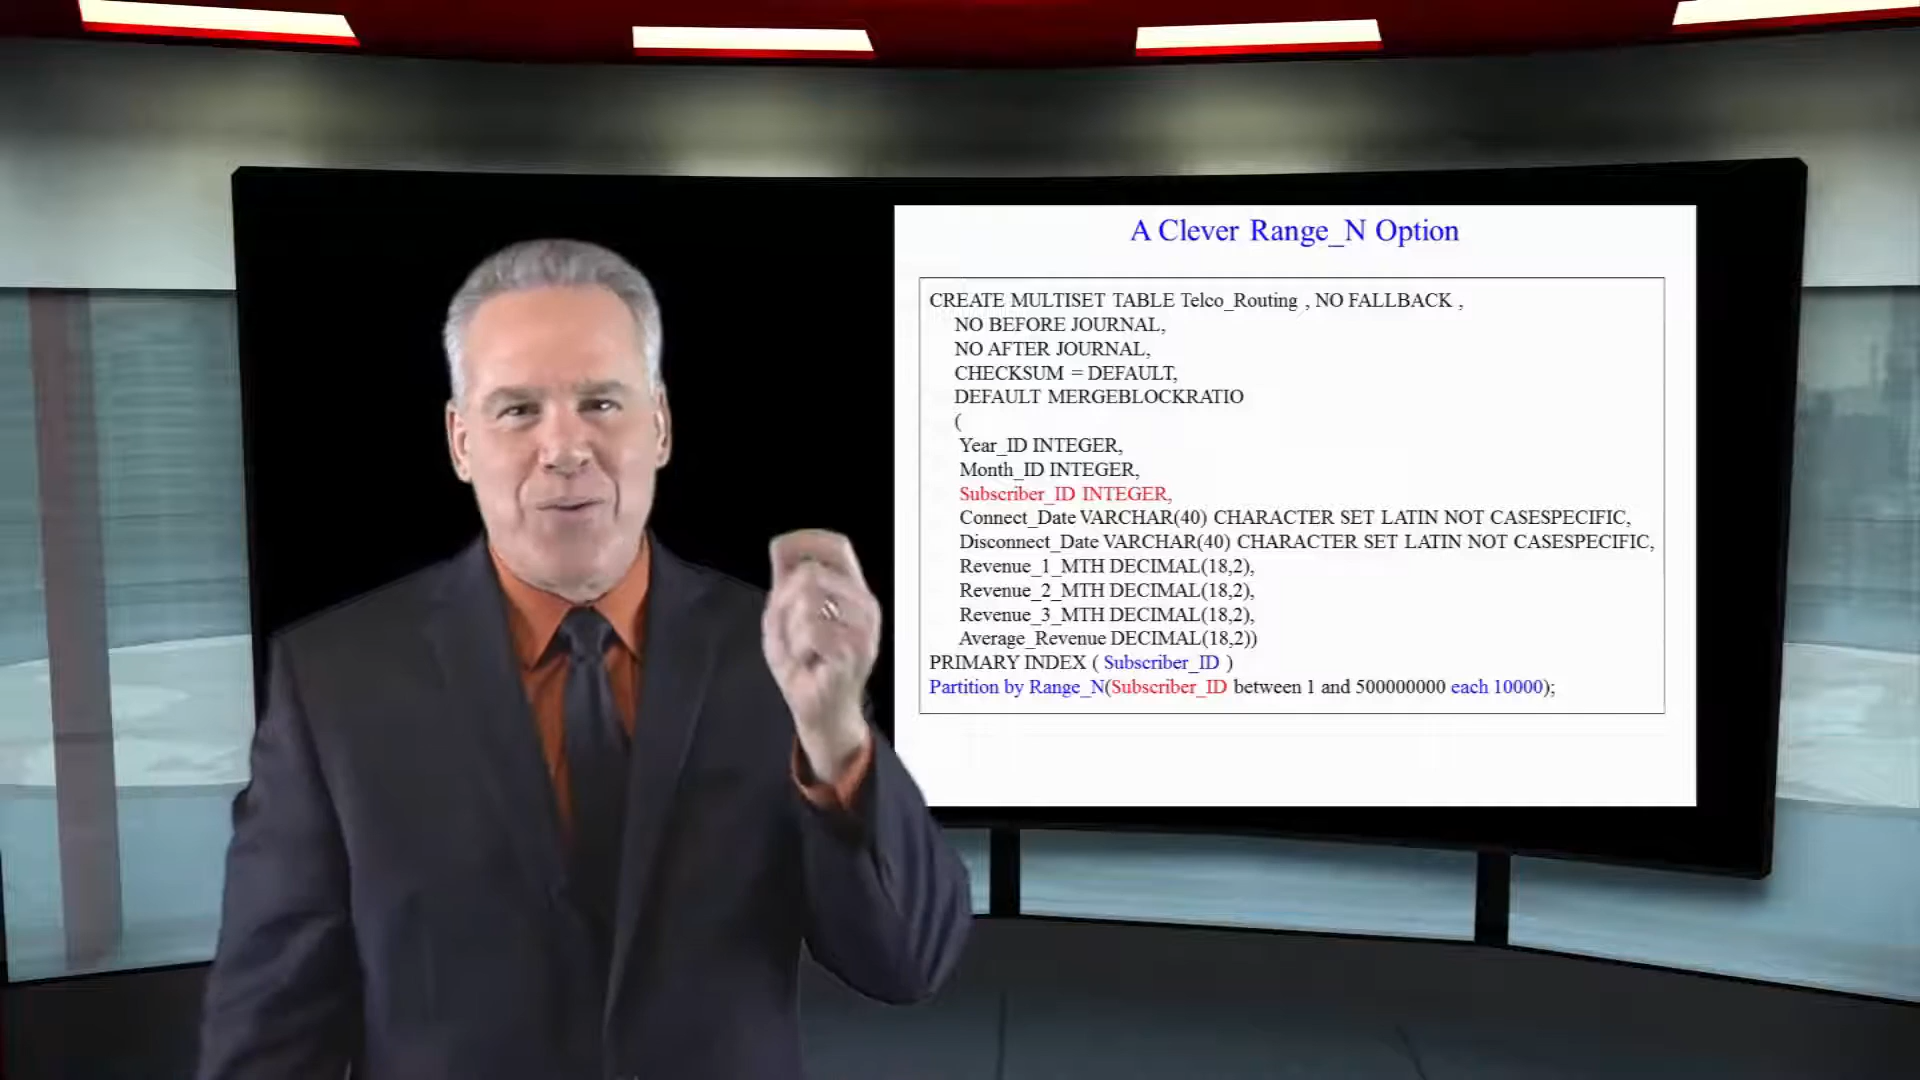 A Clever Range_N Option
CREATE MULTISET TABLE Telco_Routing , NO FALLBACK ,
NO BEFORE JOURNAL,
NO AFTER JOURNAL,
CHECKSUM = DEFAULT,
DEFAULT MERGEBLOCKRATIO
(
Year_ID INTEGER,
Month_ID INTEGER,
Subscriber_ID INTEGER,
Connect_Date VARCHAR(40) CHARACTER SET LATIN NOT CASESPECIFIC,
Disconnect_Date VARCHAR(40) CHARACTER SET LATIN NOT CASESPECIFIC,
Revenue_1_MTH DECIMAL(18,2),
Revenue_2_MTH DECIMAL(18,2),
Revenue_3_MTH DECIMAL(18,2),
Average_Revenue DECIMAL(18,2))
PRIMARY INDEX ( Subscriber_ID )
Partition by Range_N(Subscriber_ID between 1 and 500000000 each 10000);